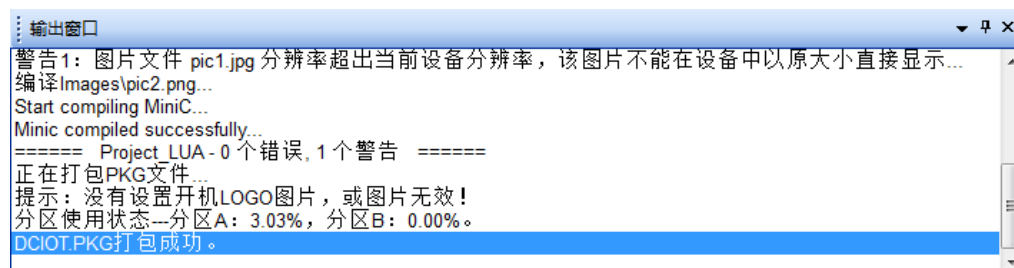 输出窗口
警告1：图片文件 pic1.jpg 分辨率超出当前设备分辨率，该图片不能在设备中以原大小直接显示...
编译Images\pic2.png...
Start compiling MiniC...
Minic compiled successfully...
====== Project_LUA - 0 个错误, 1 个警告 ======
正在打包PKG文件...
提示：没有设置开机LOGO图片，或图片无效！
分区使用状态---分区A：3.03%，分区B：0.00%。
DCIOT.PKG打包成功。